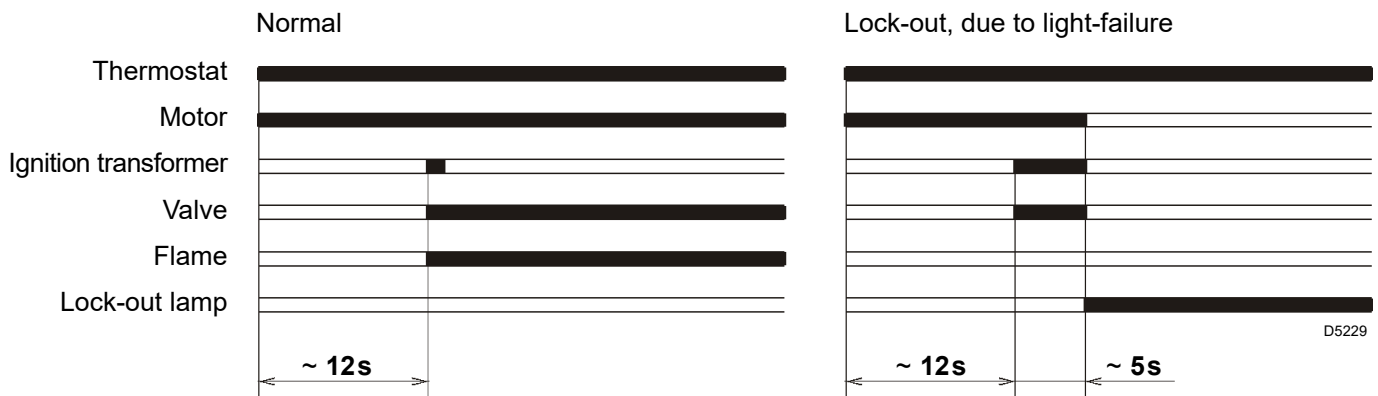 Normal
Lock-out, due to light-failure
Thermostat
Motor
Ignition transformer
Valve
Flame
Lock-out lamp
D5229
~ 12s
~ 12s
~ 5s